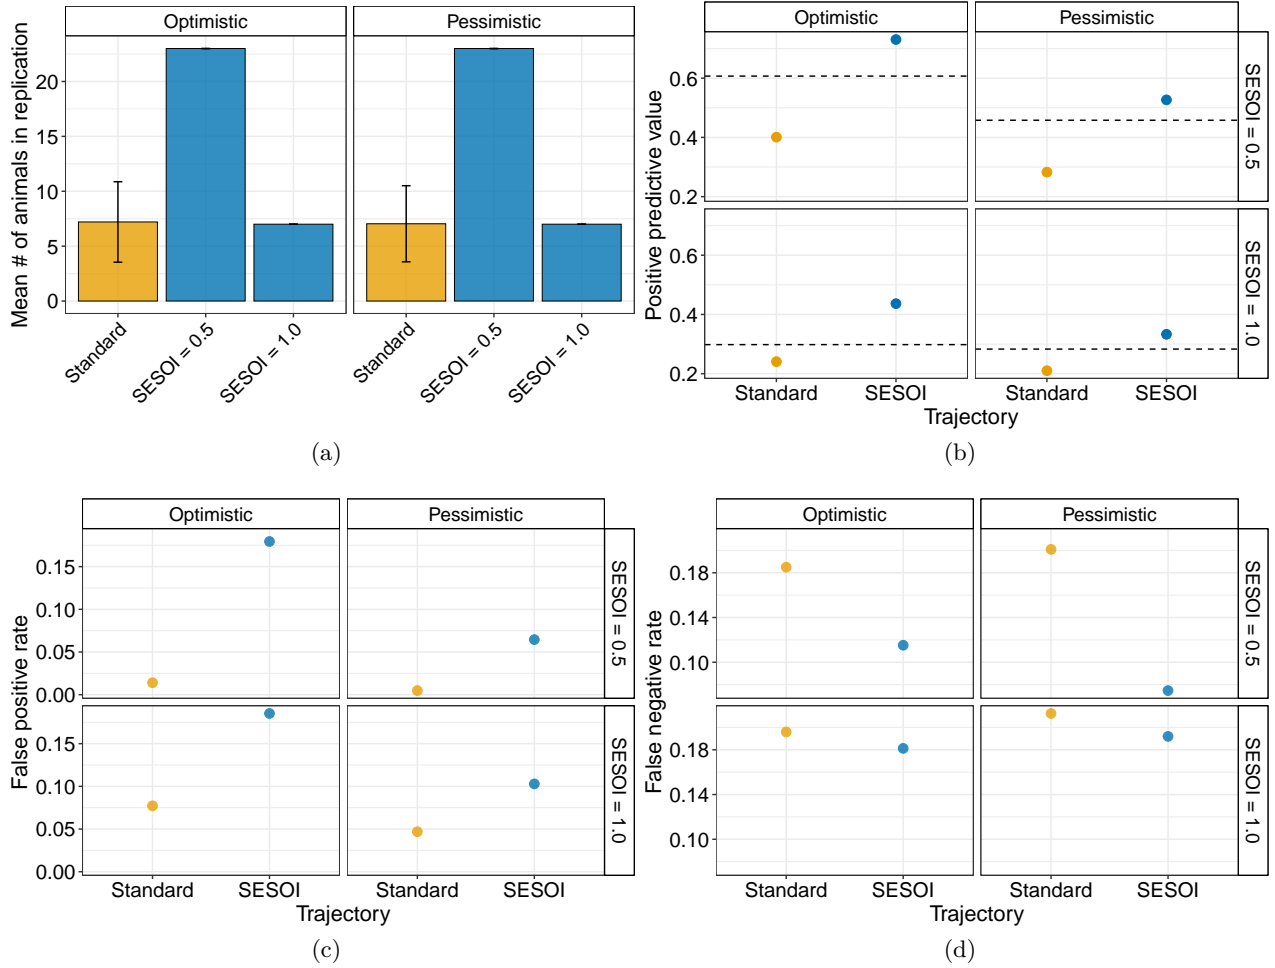 Optimistic
Pessimistic
Mean # of animals in replication
20
15
10
5
0
Standard
SESOI = 0.5
SESOI = 1.0
Standard
SESOI = 0.5
SESOI = 1.0
(a)
Optimistic
Pessimistic
Positive predictive value
0.6
0.4
0.2
SESOI = 0.5
0.6
0.4
0.2
SESOI = 1.0
Standard
SESOI
Standard
SESOI
Trajectory
(b)
Optimistic
Pessimistic
False positive rate
0.15
0.10
0.05
0.00
SESOI = 0.5
0.15
0.10
0.05
0.00
SESOI = 1.0
Standard
SESOI
Standard
SESOI
Trajectory
(c)
Optimistic
Pessimistic
False negative rate
0.18
0.14
0.10
SESOI = 0.5
0.18
0.14
0.10
SESOI = 1.0
Standard
SESOI
Standard
SESOI
Trajectory
(d)